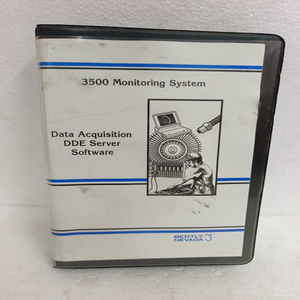 3500 Monitoring System
Data Acquisition
DDE Server
Software
BENTLY
NEVADA